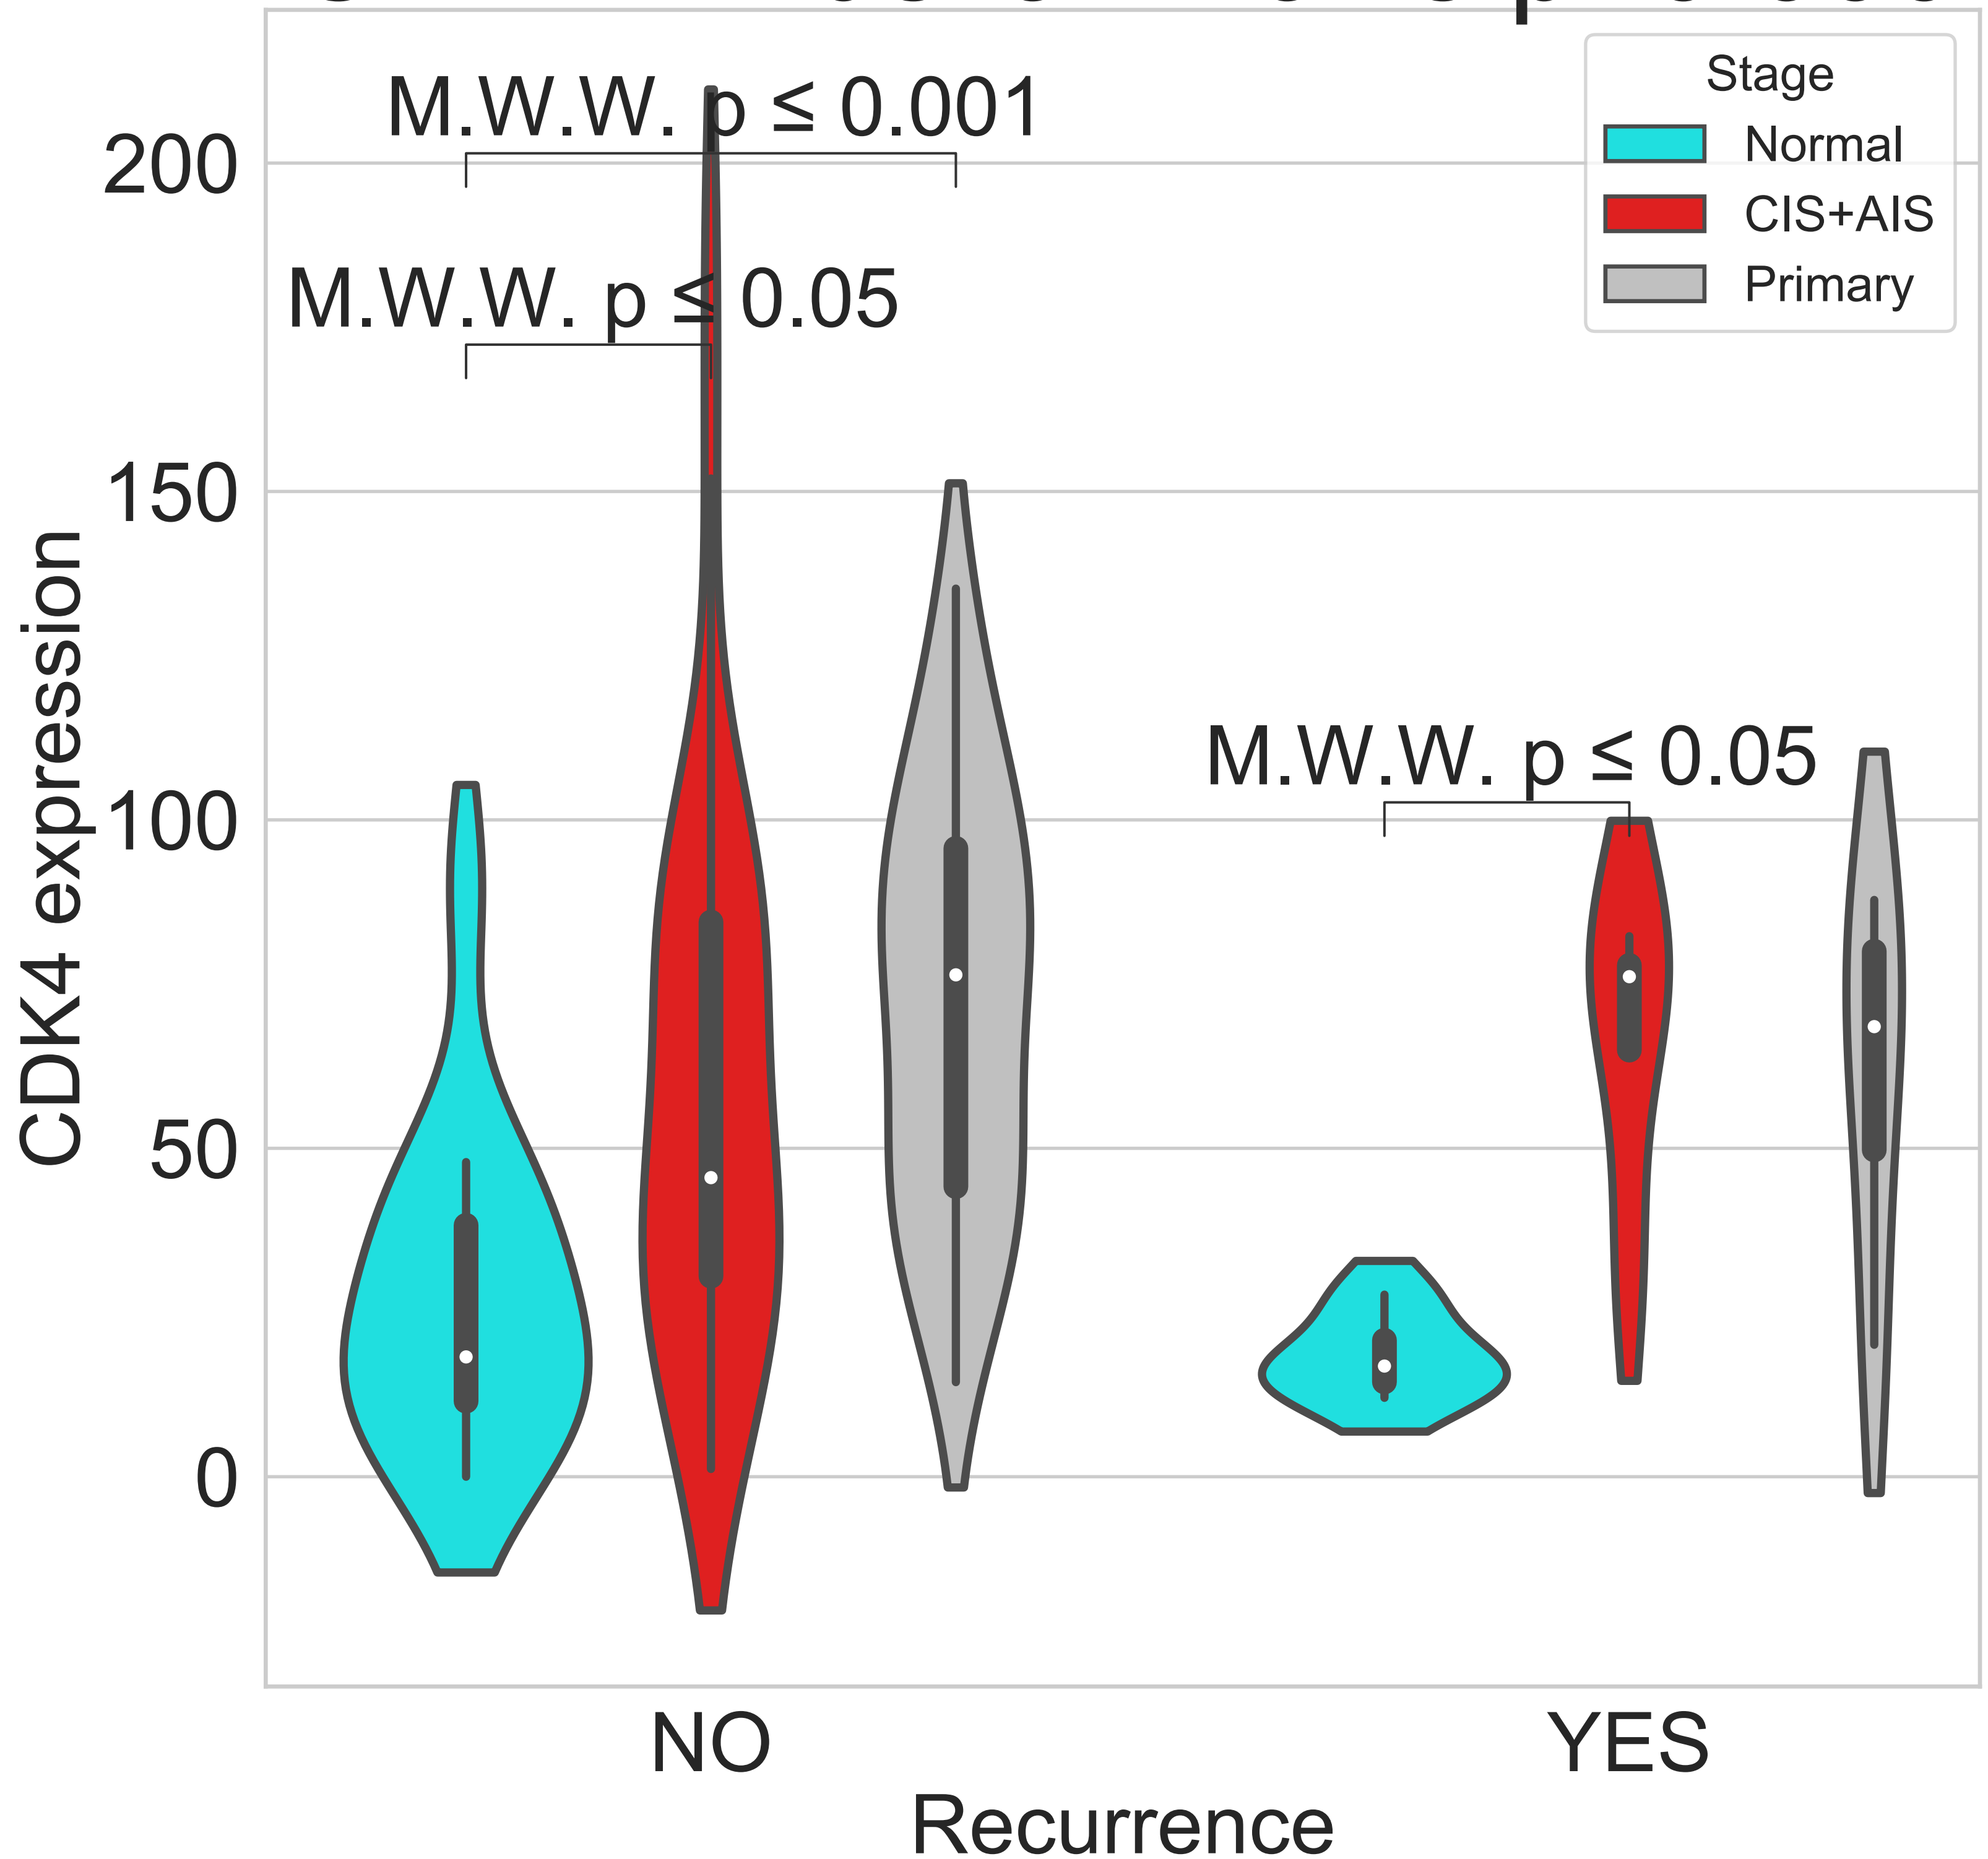 M.W.W. p ≤ 0.001
M.W.W. p ≤ 0.05
M.W.W. p ≤ 0.05
Stage
Normal
CIS+AIS
Primary
200
150
100
50
0
CDK4 expression
NO
YES
Recurrence